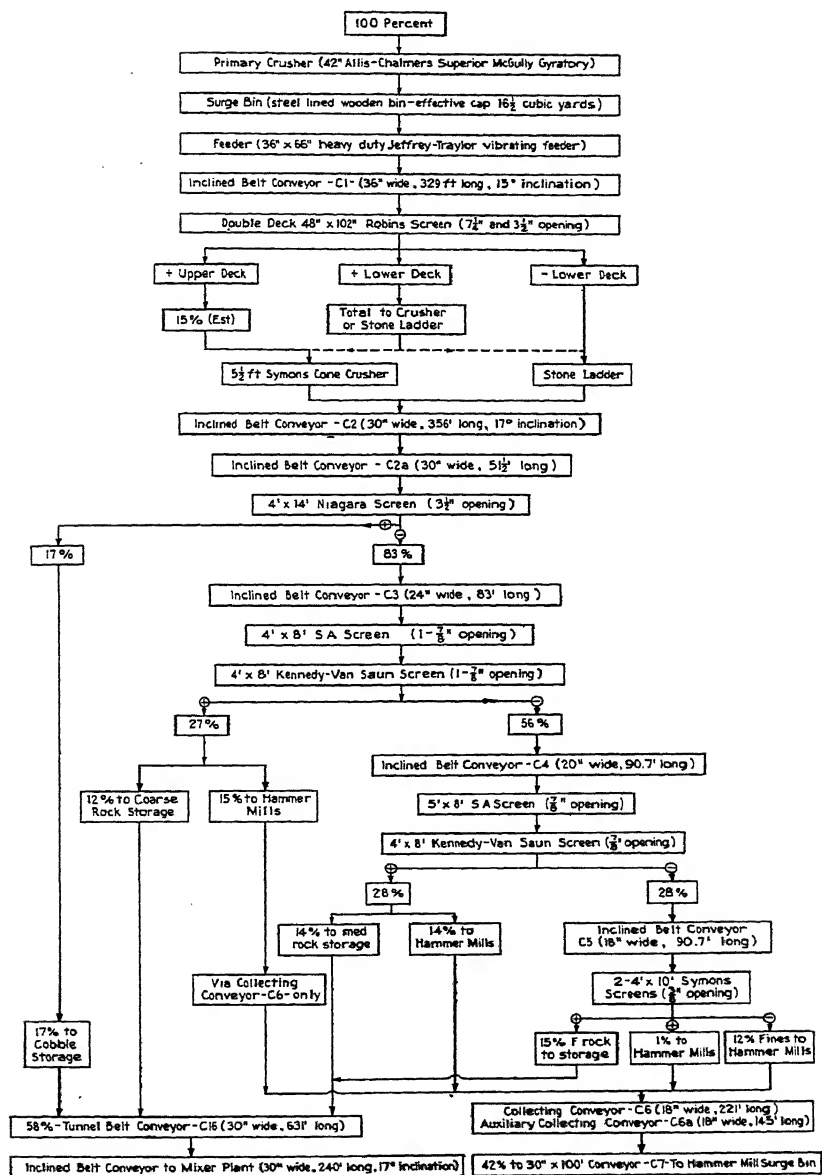 100 Percent
Primary Crusher (42" Allis-Chalmers Superior McGully Gyratory)
Surge Bin (steel lined wooden bin-effective cap 16½ cubic yards)
Feeder (36" x 66" heavy duty Jeffrey-Traylor vibrating feeder)
Inclined Belt Conveyor -C1- (36" wide, 329 ft long, 15° inclination)
Double Deck 48" x 102" Robins Screen (7¼" and 3½" opening)
+ Upper Deck
+ Lower Deck
- Lower Deck
15% (Est)
Total to Crusher
or Stone Ladder
5½ ft Symons Cone Crusher
Stone Ladder
Inclined Belt Conveyor - C2 (30" wide, 356' long, 17° inclination)
Inclined Belt Conveyor - C2a (30" wide, 51½' long)
4' x 14' Niagara Screen (3½" opening)
+
-
17%
83%
Inclined Belt Conveyor -C3 (24" wide, 83' long)
4' x 8' S A Screen (1-⅞" opening)
4' x 8' Kennedy-Van Saun Screen (1-⅞" opening)
+
-
27%
56%
Inclined Belt Conveyor -C4 (20" wide, 90.7' long)
12% to Coarse
Rock Storage
15% to Hammer
Mills
5' x 8' S A Screen (⅞" opening)
4' x 8' Kennedy-Van Saun Screen (⅞" opening)
+
-
28%
28%
14% to med
rock storage
14% to
Hammer Mills
Inclined Belt Conveyor
C5 (18" wide, 90.7' long)
Via Collecting
Conveyor-C6-only
2-4' x 10' Symons
Screens (⅜" opening)
+
+
-
17% to
Cobble
Storage
15% F rock
to storage
1% to
Hammer Mills
12% Fines to
Hammer Mills
58%-Tunnel Belt Conveyor-C16 (30" wide, 631' long)
Collecting Conveyor-C6 (18" wide, 221' long)
Auxiliary Collecting Conveyor-C6a (18" wide, 145' long)
Inclined Belt Conveyor to Mixer Plant (30" wide, 240' long, 17° inclination)
42% to 30" x 100' Conveyor -C7-To Hammer Mill Surge Bin